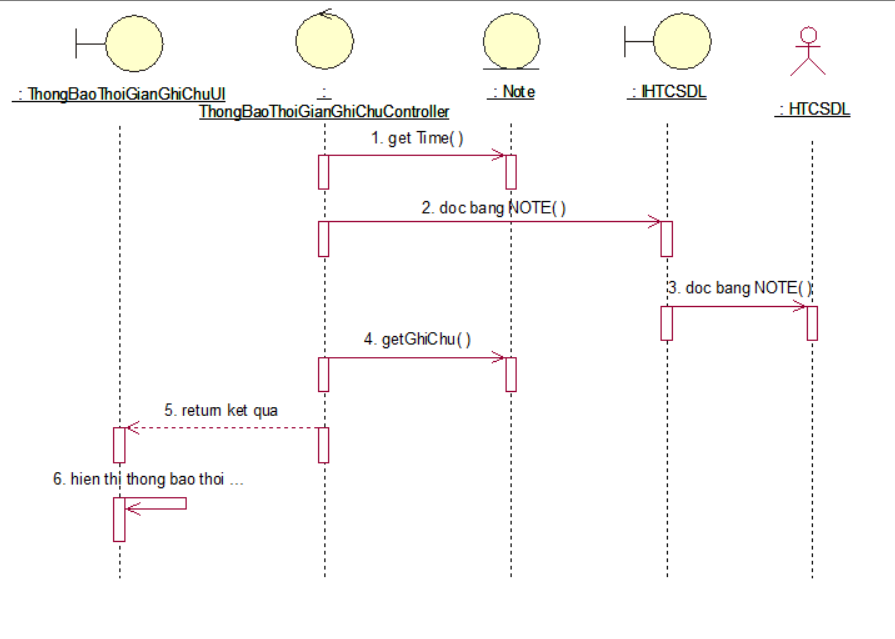 : ThongBaoThoiGianGhiChuUI
:
ThongBaoThoiGianGhiChuController
: Note
: IHTCSDL
: HTCSDL
1. get Time( )
2. doc bang NOTE( )
3. doc bang NOTE( )
4. getGhiChu( )
5. return ket qua
6. hien thi thong bao thoi ...